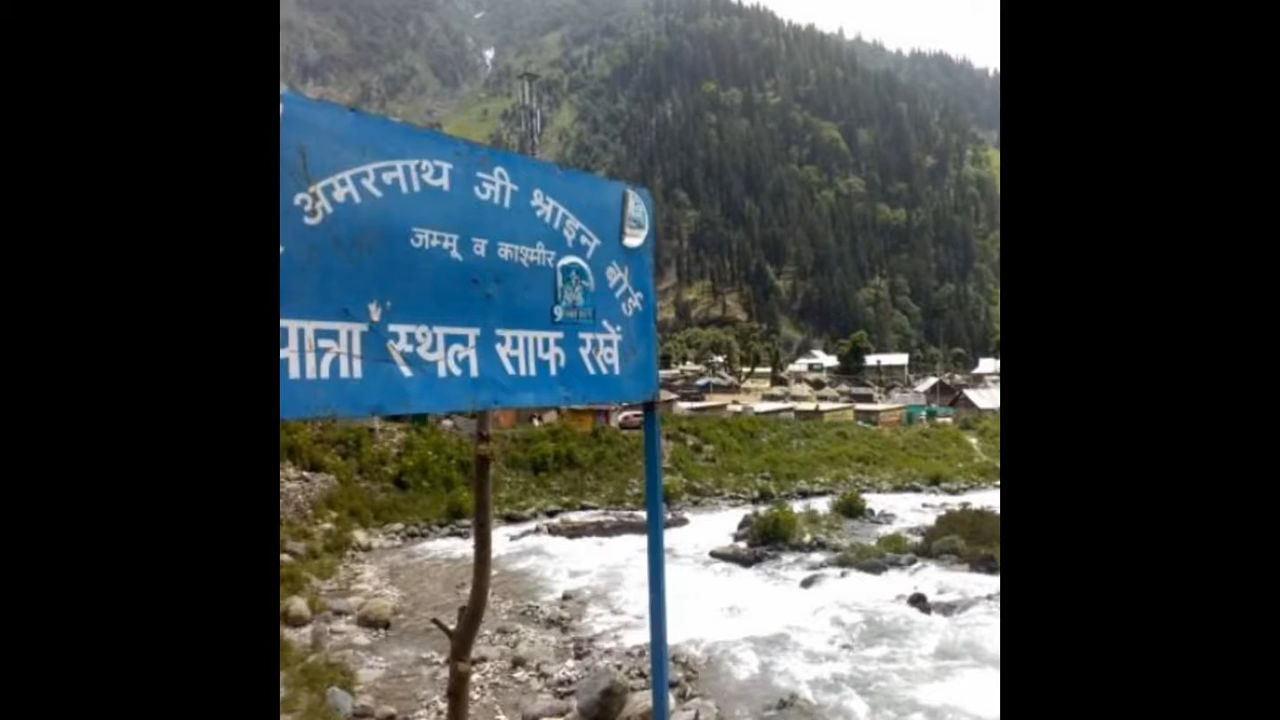 अमरनाथ जी श्राइन बोर्ड
जम्मू व काश्मीर
यात्रा स्थल साफ रखें